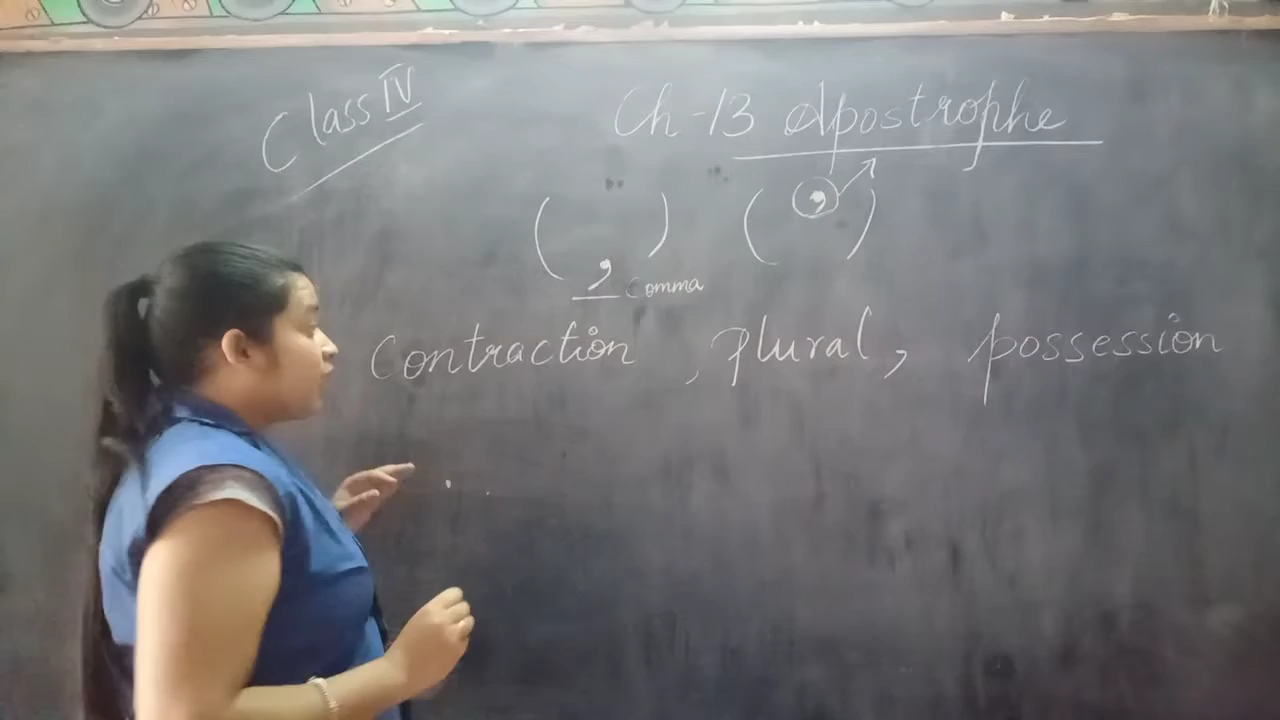 Class IV
Ch-13 Apostrophe
( , ) ( ’ )
comma
Contraction, plural, possession